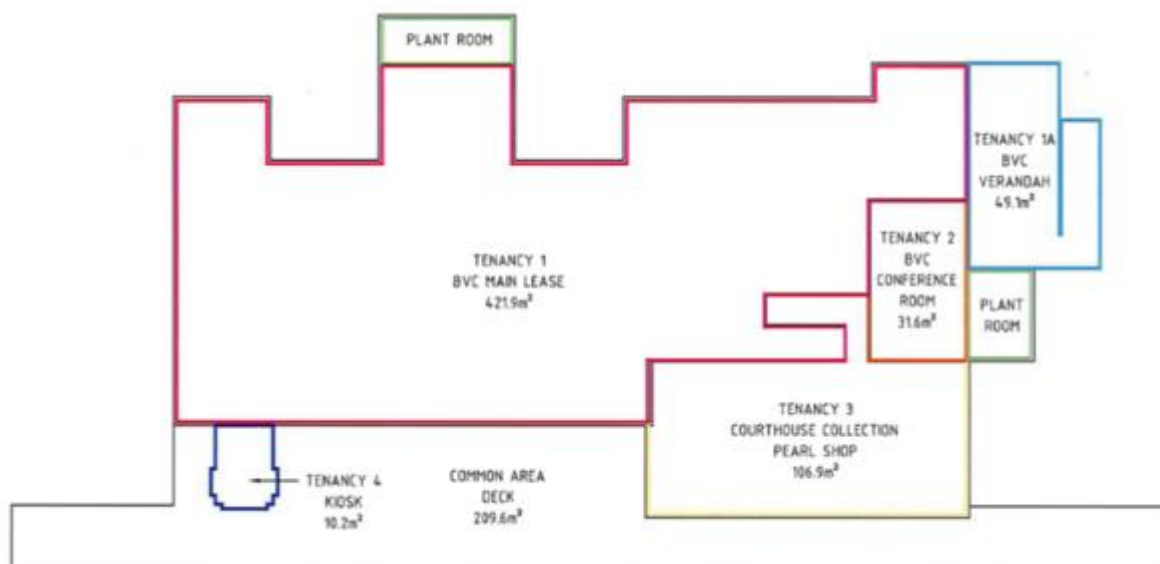 PLANT ROOM
TENANCY 1A
BVC
VERANDAH
49.1m²
TENANCY 2
BVC
CONFERENCE
ROOM
31.6m²
TENANCY 1
BVC MAIN LEASE
421.9m²
PLANT
ROOM
TENANCY 3
COURTHOUSE COLLECTION
PEARL SHOP
106.9m²
TENANCY 4
KIOSK
10.2m²
COMMON AREA
DECK
209.6m²